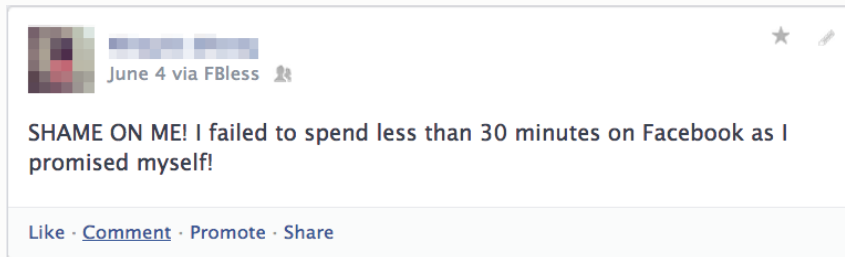 June 4 via FBless
SHAME ON ME! I failed to spend less than 30 minutes on Facebook as I
promised myself!
Like · Comment · Promote · Share